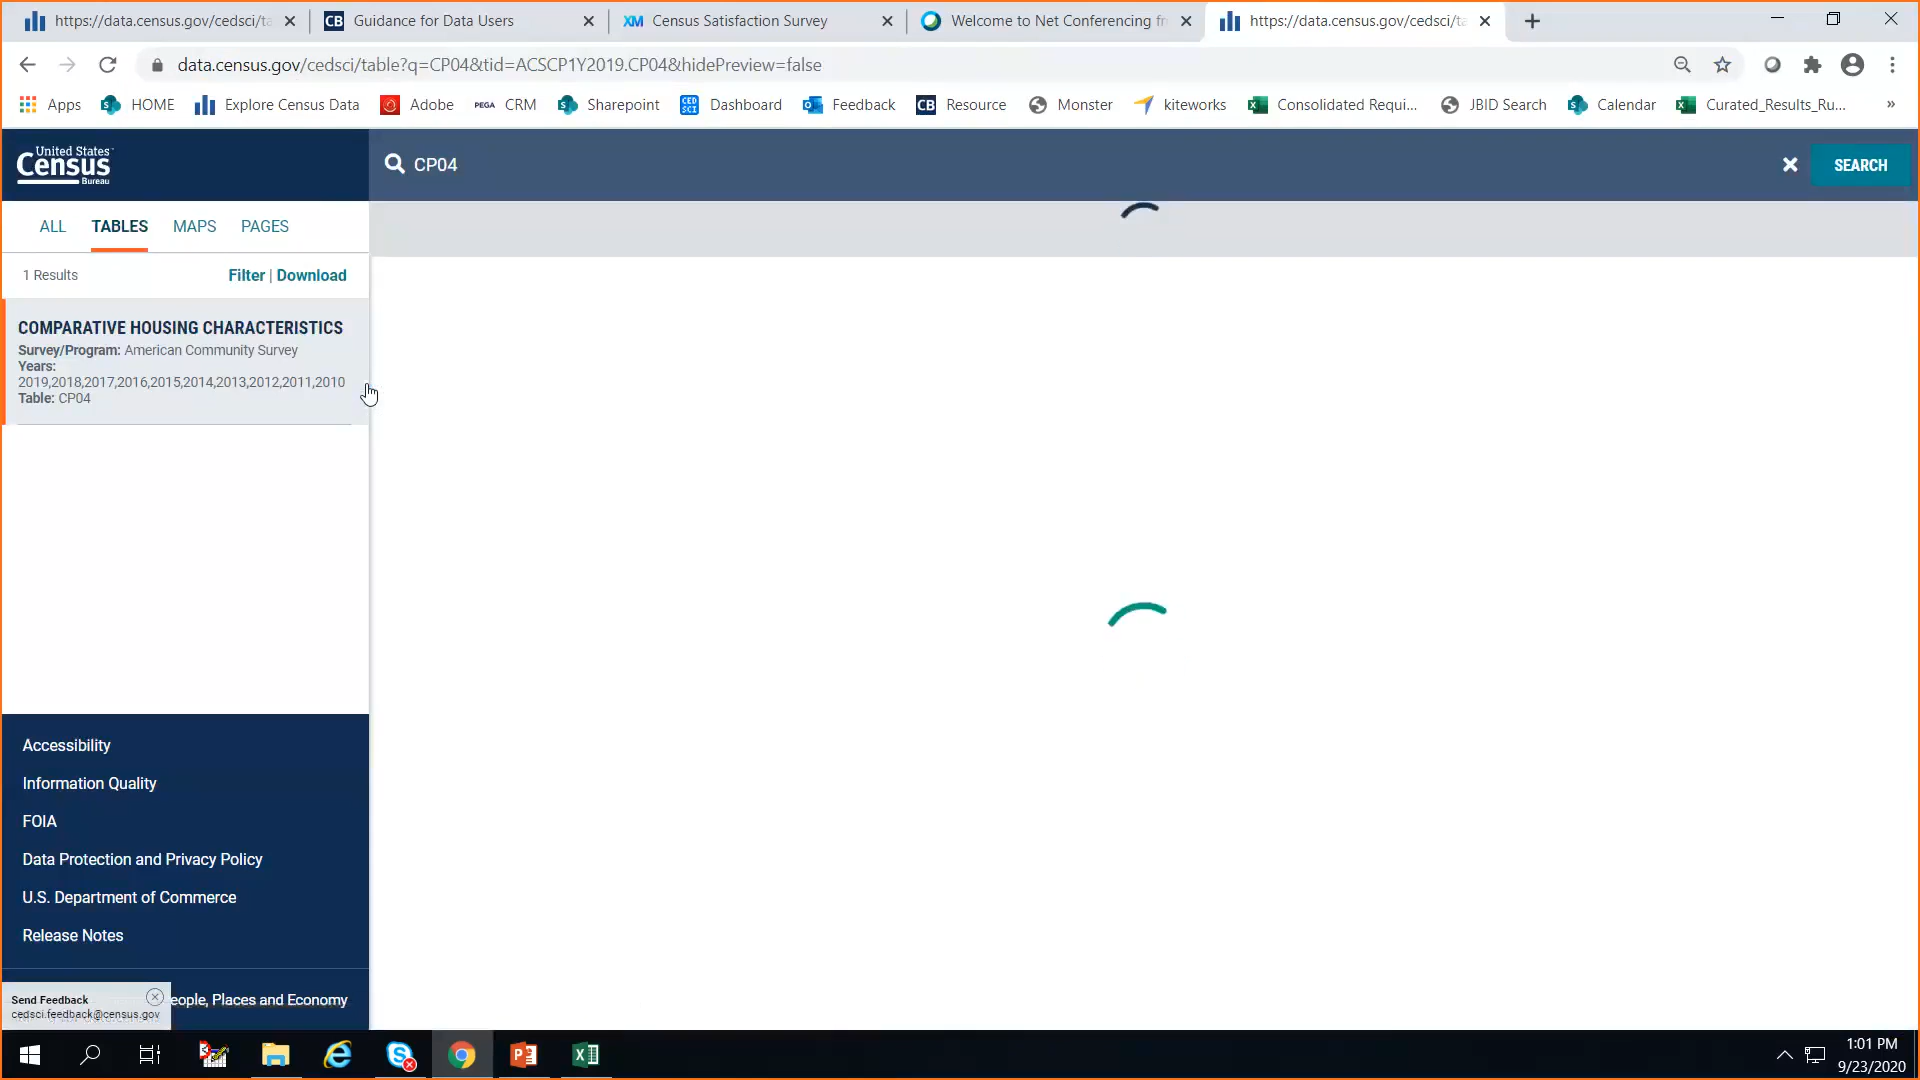 https://data.census.gov/cedsci/ta
Guidance for Data Users
Census Satisfaction Survey
Welcome to Net Conferencing fr
https://data.census.gov/cedsci/ta
data.census.gov/cedsci/table?q=CP04&tid=ACSCP1Y2019.CP04&hidePreview=false
Apps HOME Explore Census Data Adobe PEGA CRM Sharepoint CED SCI Dashboard Feedback CB Resource Monster kiteworks Consolidated Requi... JBID Search Calendar Curated_Results_Ru... »
United States
Census
Bureau
CP04
SEARCH
ALL TABLES MAPS PAGES
1 Results
Filter | Download
COMPARATIVE HOUSING CHARACTERISTICS
Survey/Program: American Community Survey
Years:
2019,2018,2017,2016,2015,2014,2013,2012,2011,2010
Table: CP04
Accessibility
Information Quality
FOIA
Data Protection and Privacy Policy
U.S. Department of Commerce
Release Notes
eople, Places and Economy
Send Feedback
cedsci.feedback@census.gov
1:01 PM
9/23/2020